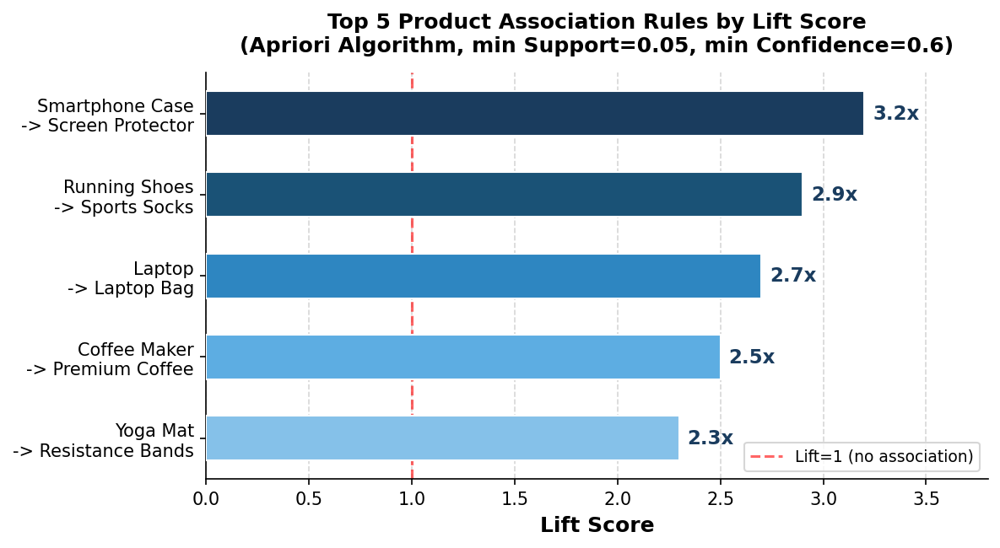 Top 5 Product Association Rules by Lift Score
(Apriori Algorithm, min Support=0.05, min Confidence=0.6)
Smartphone Case
-> Screen Protector
3.2x
Running Shoes
-> Sports Socks
2.9x
Laptop
-> Laptop Bag
2.7x
Coffee Maker
-> Premium Coffee
2.5x
Yoga Mat
-> Resistance Bands
2.3x
Lift=1 (no association)
0.0 0.5 1.0 1.5 2.0 2.5 3.0 3.5
Lift Score